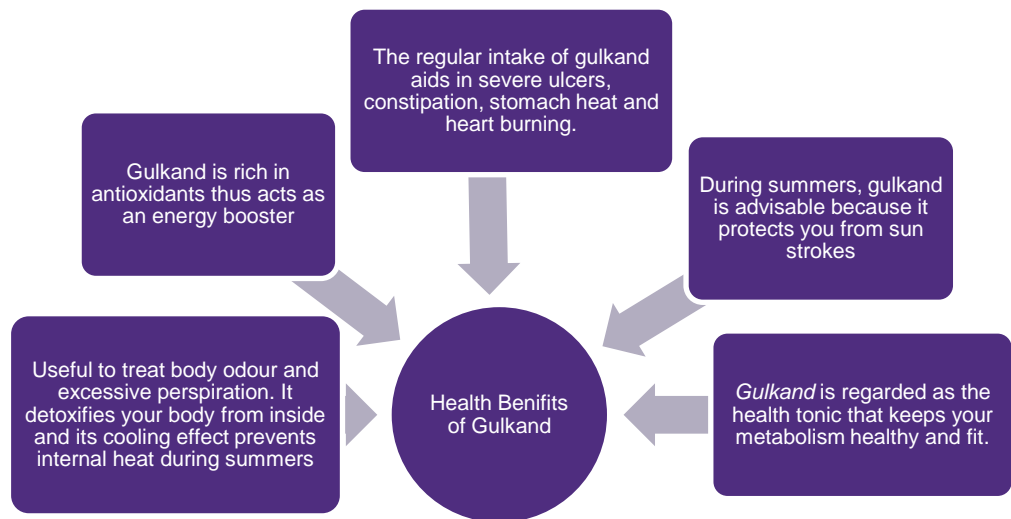 The regular intake of gulkand
aids in severe ulcers,
constipation, stomach heat and
heart burning.
Gulkand is rich in
antioxidants thus acts as
an energy booster
During summers, gulkand
is advisable because it
protects you from sun
strokes
Useful to treat body odour and
excessive perspiration. It
detoxifies your body from inside
and its cooling effect prevents
internal heat during summers
Health Benifits
of Gulkand
Gulkand is regarded as the
health tonic that keeps your
metabolism healthy and fit.